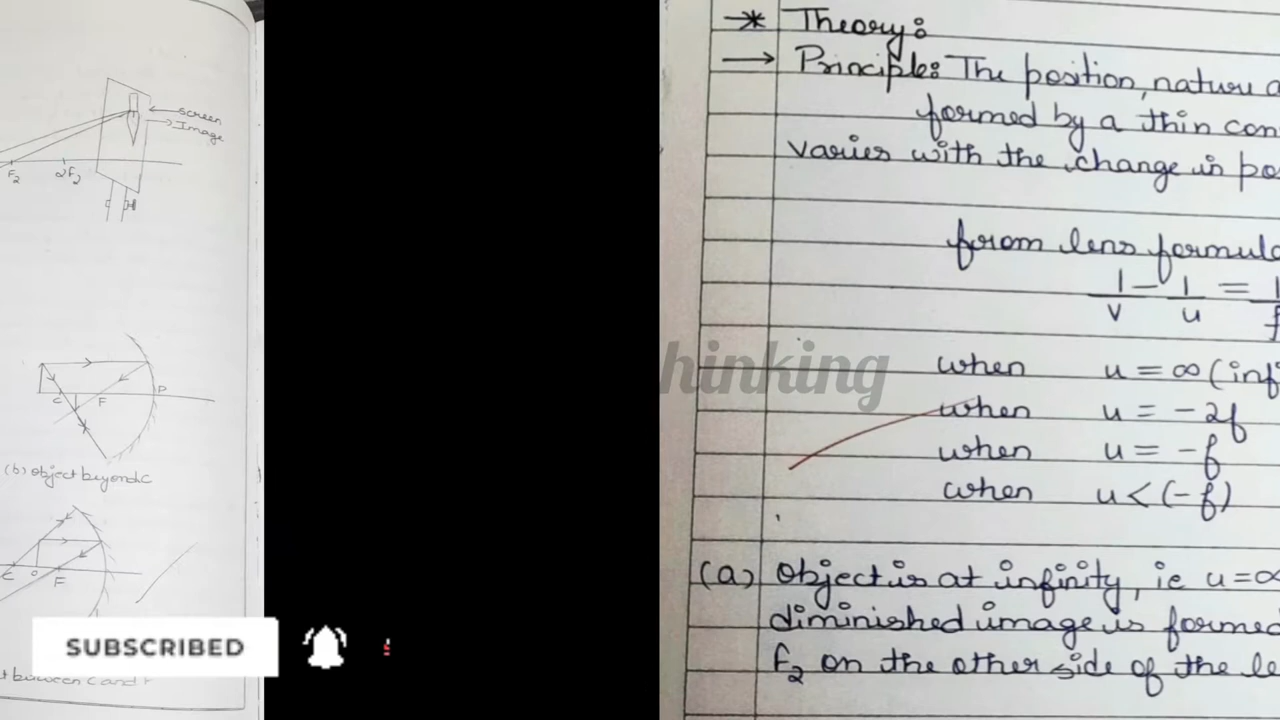 screen
Image
F₂ 2F₂
C F P
(b) object beyond C
C O F
SUBSCRIBED
hinking
* Theory:
→ Principle: The position, nature a
formed by a thin con
varies with the change in po
from lens formula
1/v - 1/u = 1/f
when u = ∞ (inf
when u = -2f
when u = -f
when u < (-f)
(a) Object is at infinity, ie u = ∞
diminished image is formed
F₂ on the other side of the le